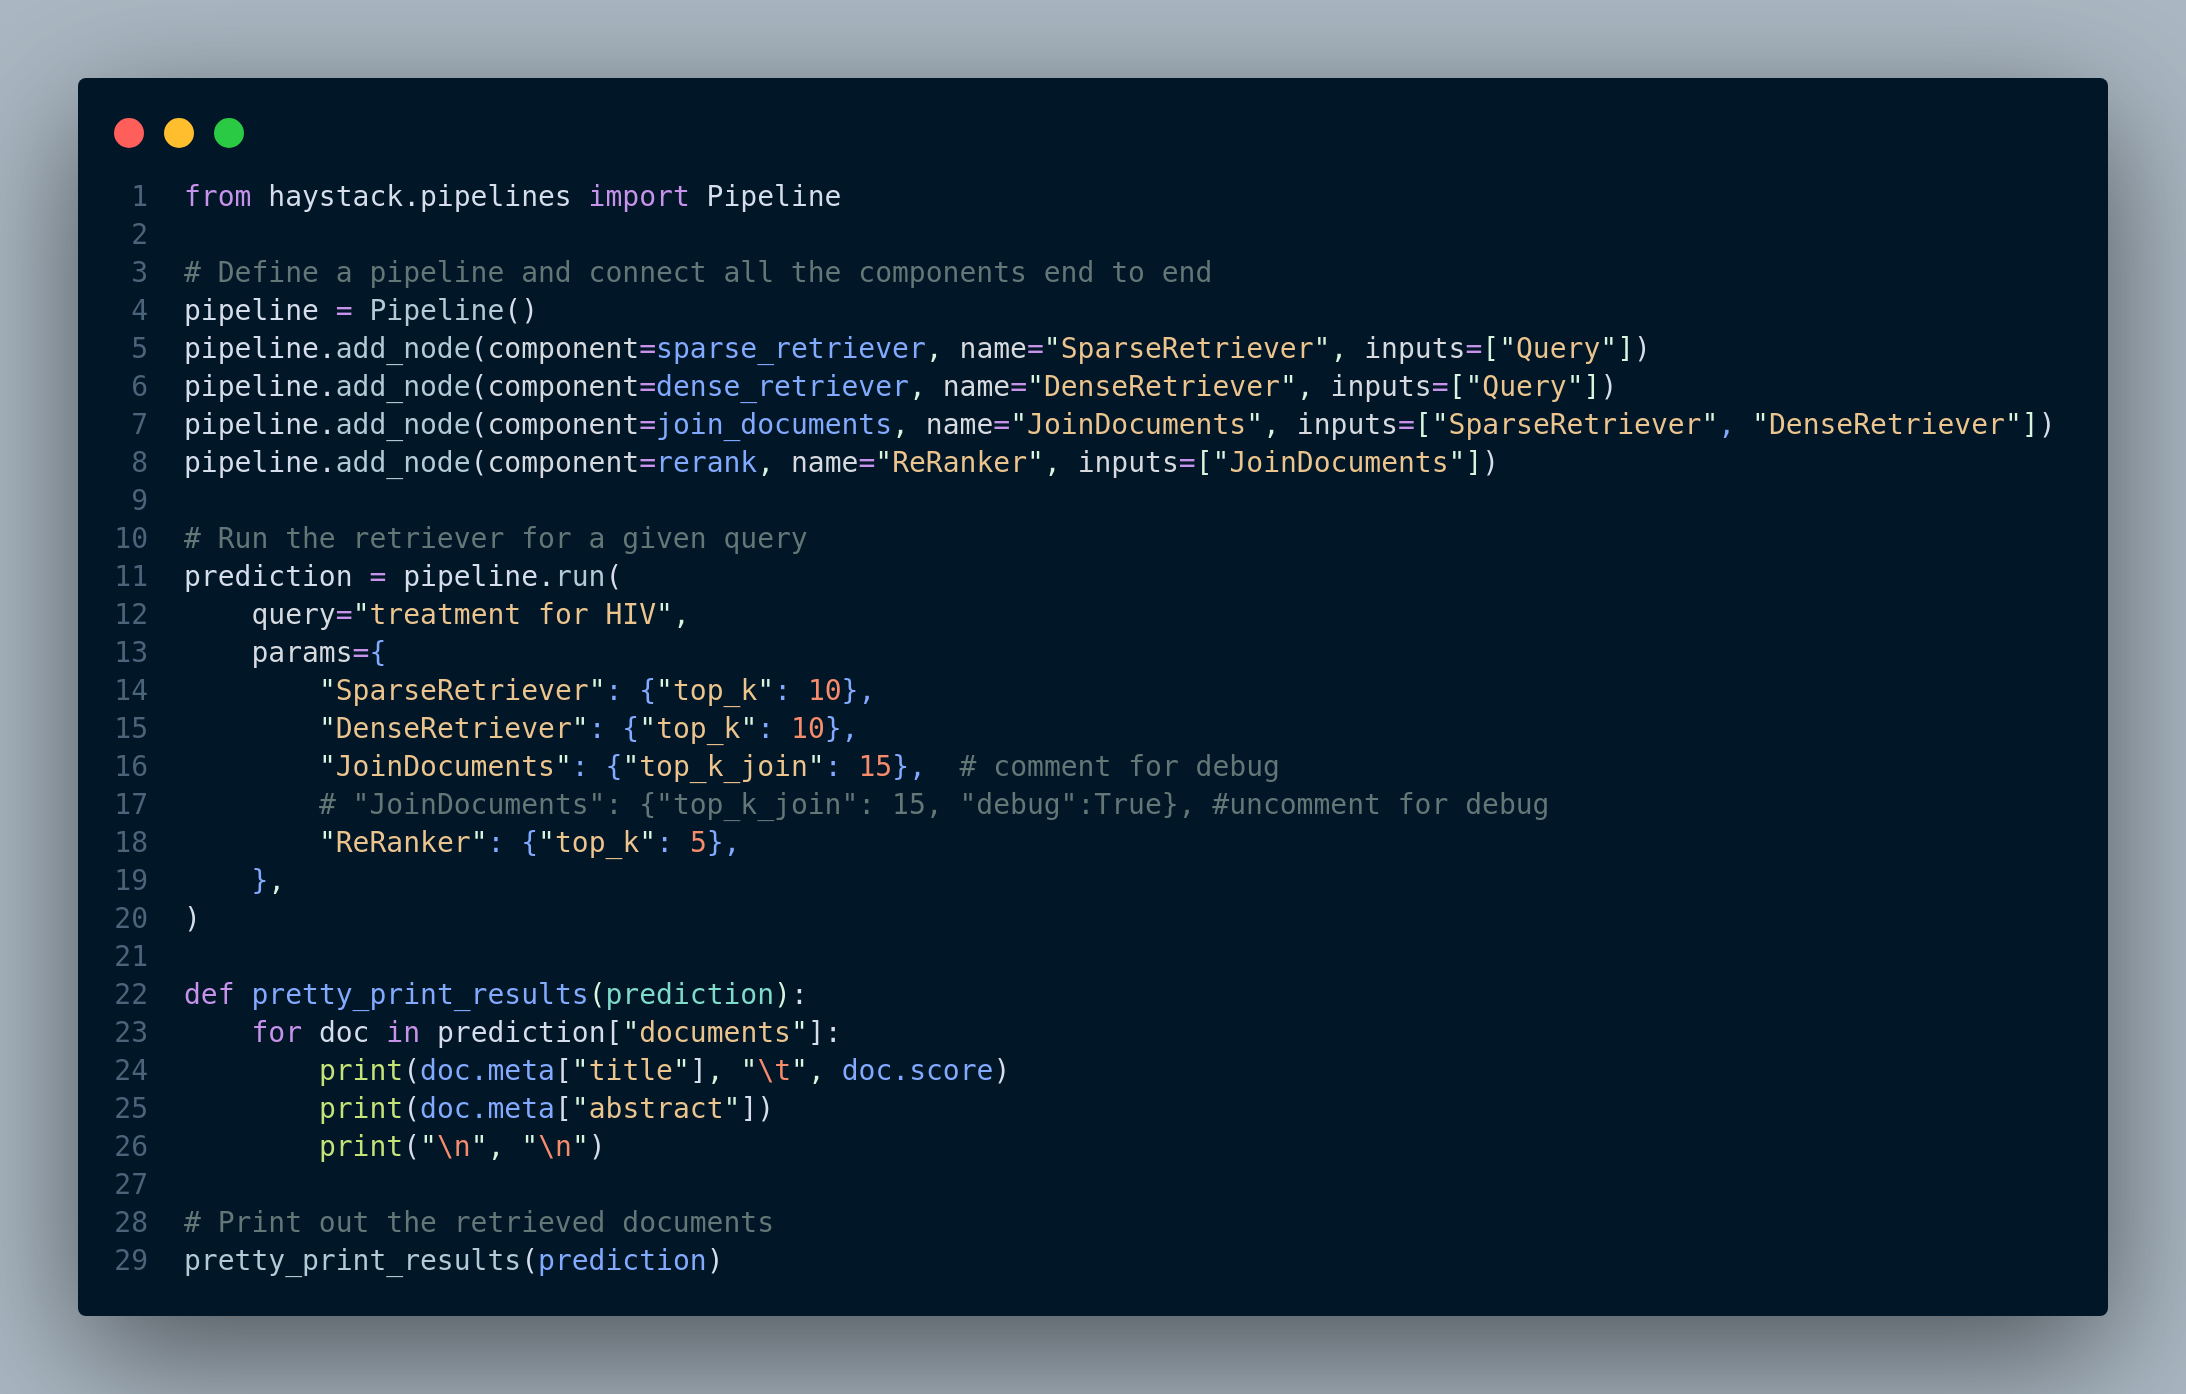 1 from haystack.pipelines import Pipeline
2
3 # Define a pipeline and connect all the components end to end
4 pipeline = Pipeline()
5 pipeline.add_node(component=sparse_retriever, name="SparseRetriever", inputs=["Query"])
6 pipeline.add_node(component=dense_retriever, name="DenseRetriever", inputs=["Query"])
7 pipeline.add_node(component=join_documents, name="JoinDocuments", inputs=["SparseRetriever", "DenseRetriever"])
8 pipeline.add_node(component=rerank, name="ReRanker", inputs=["JoinDocuments"])
9
10 # Run the retriever for a given query
11 prediction = pipeline.run(
12     query="treatment for HIV",
13     params={
14         "SparseRetriever": {"top_k": 10},
15         "DenseRetriever": {"top_k": 10},
16         "JoinDocuments": {"top_k_join": 15},  # comment for debug
17         # "JoinDocuments": {"top_k_join": 15, "debug":True}, #uncomment for debug
18         "ReRanker": {"top_k": 5},
19     },
20 )
21
22 def pretty_print_results(prediction):
23     for doc in prediction["documents"]:
24         print(doc.meta["title"], "\t", doc.score)
25         print(doc.meta["abstract"])
26         print("\n", "\n")
27
28 # Print out the retrieved documents
29 pretty_print_results(prediction)